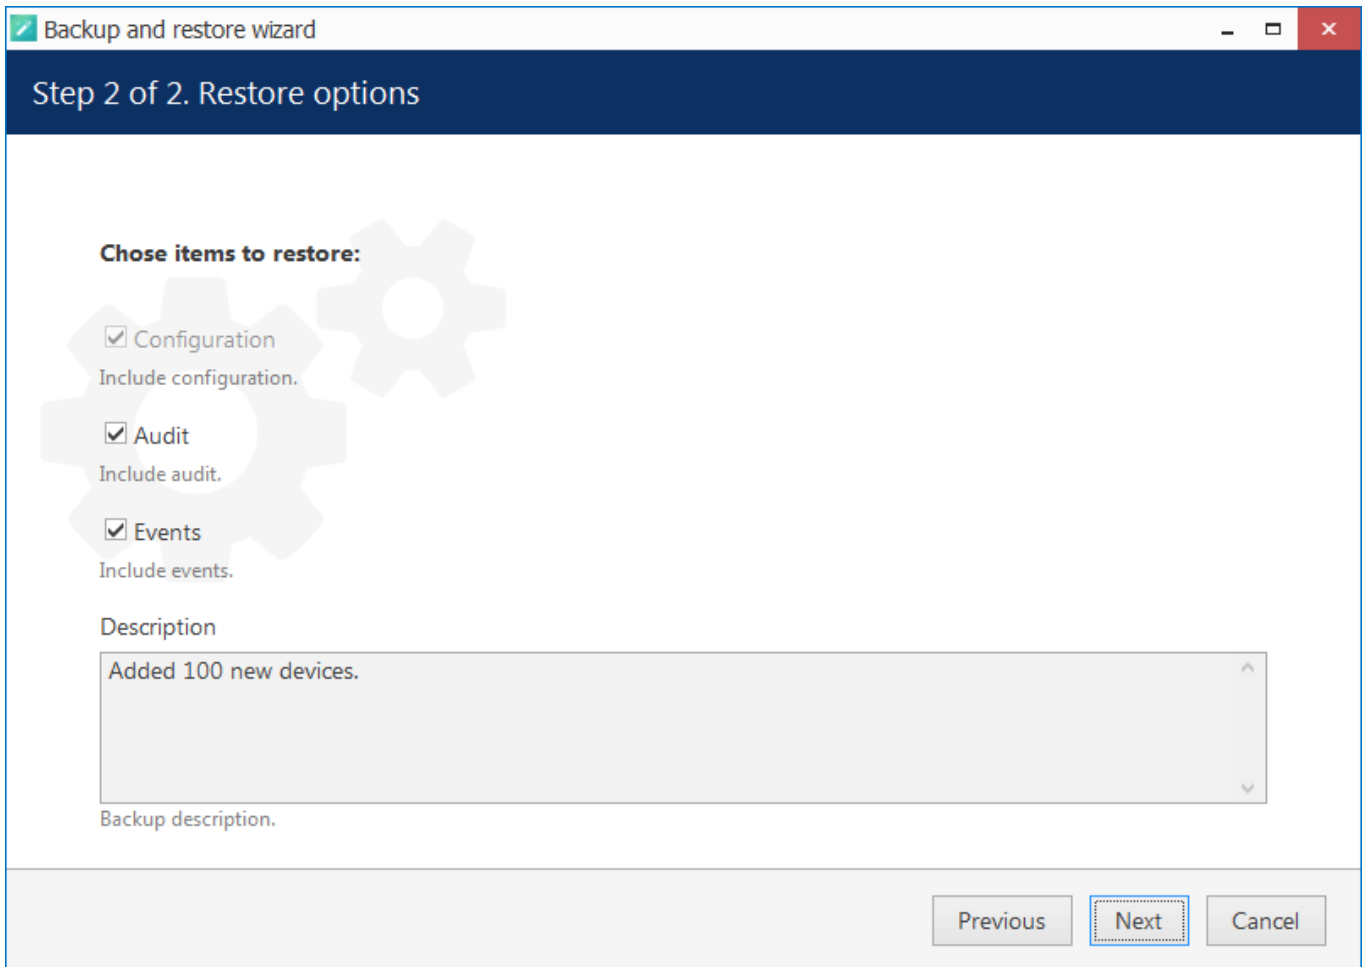 Backup and restore wizard
Step 2 of 2. Restore options
Chose items to restore:
Configuration
Include configuration.
Audit
Include audit.
Events
Include events.
Description
Added 100 new devices.
Backup description.
Previous Next Cancel